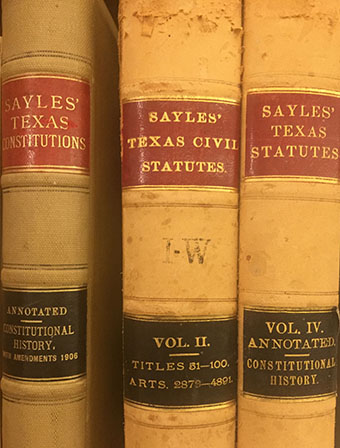 SAYLES'
TEXAS
CONSTITUTIONS
ANNOTATED
CONSTITUTIONAL
HISTORY.
WITH AMENDMENTS 1906
SAYLES'
TEXAS CIVIL
STATUTES.
I-W
VOL. II.
TITLES 51—100.
ARTS. 2879—4891.
SAYLES'
TEXAS
STATUTES.
VOL. IV.
ANNOTATED.
CONSTITUTIONAL
HISTORY.